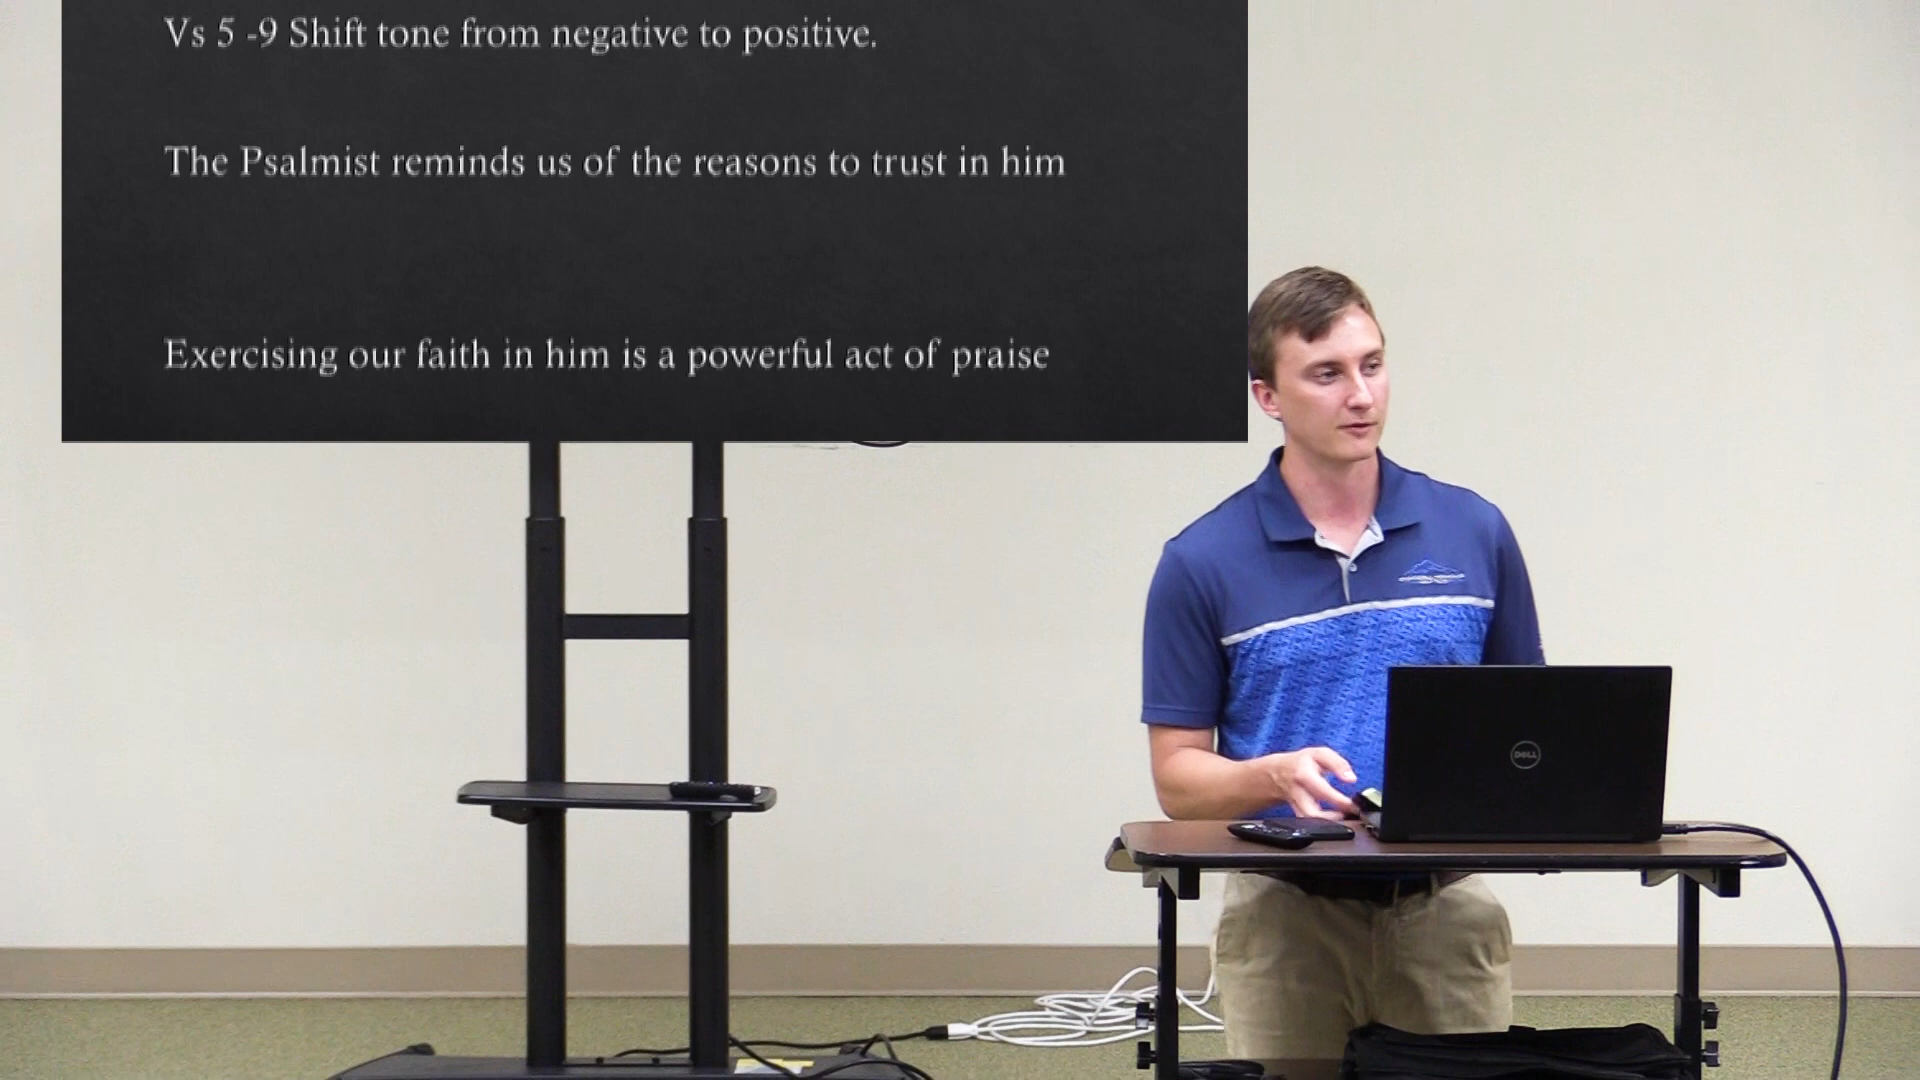 Vs 5 -9 Shift tone from negative to positive.
The Psalmist reminds us of the reasons to trust in him
Exercising our faith in him is a powerful act of praise
DELL